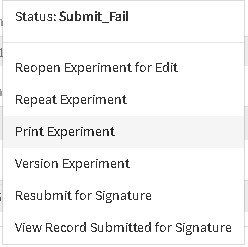 Status: Submit_Fail
Reopen Experiment for Edit
Repeat Experiment
Print Experiment
Version Experiment
Resubmit for Signature
View Record Submitted for Signature